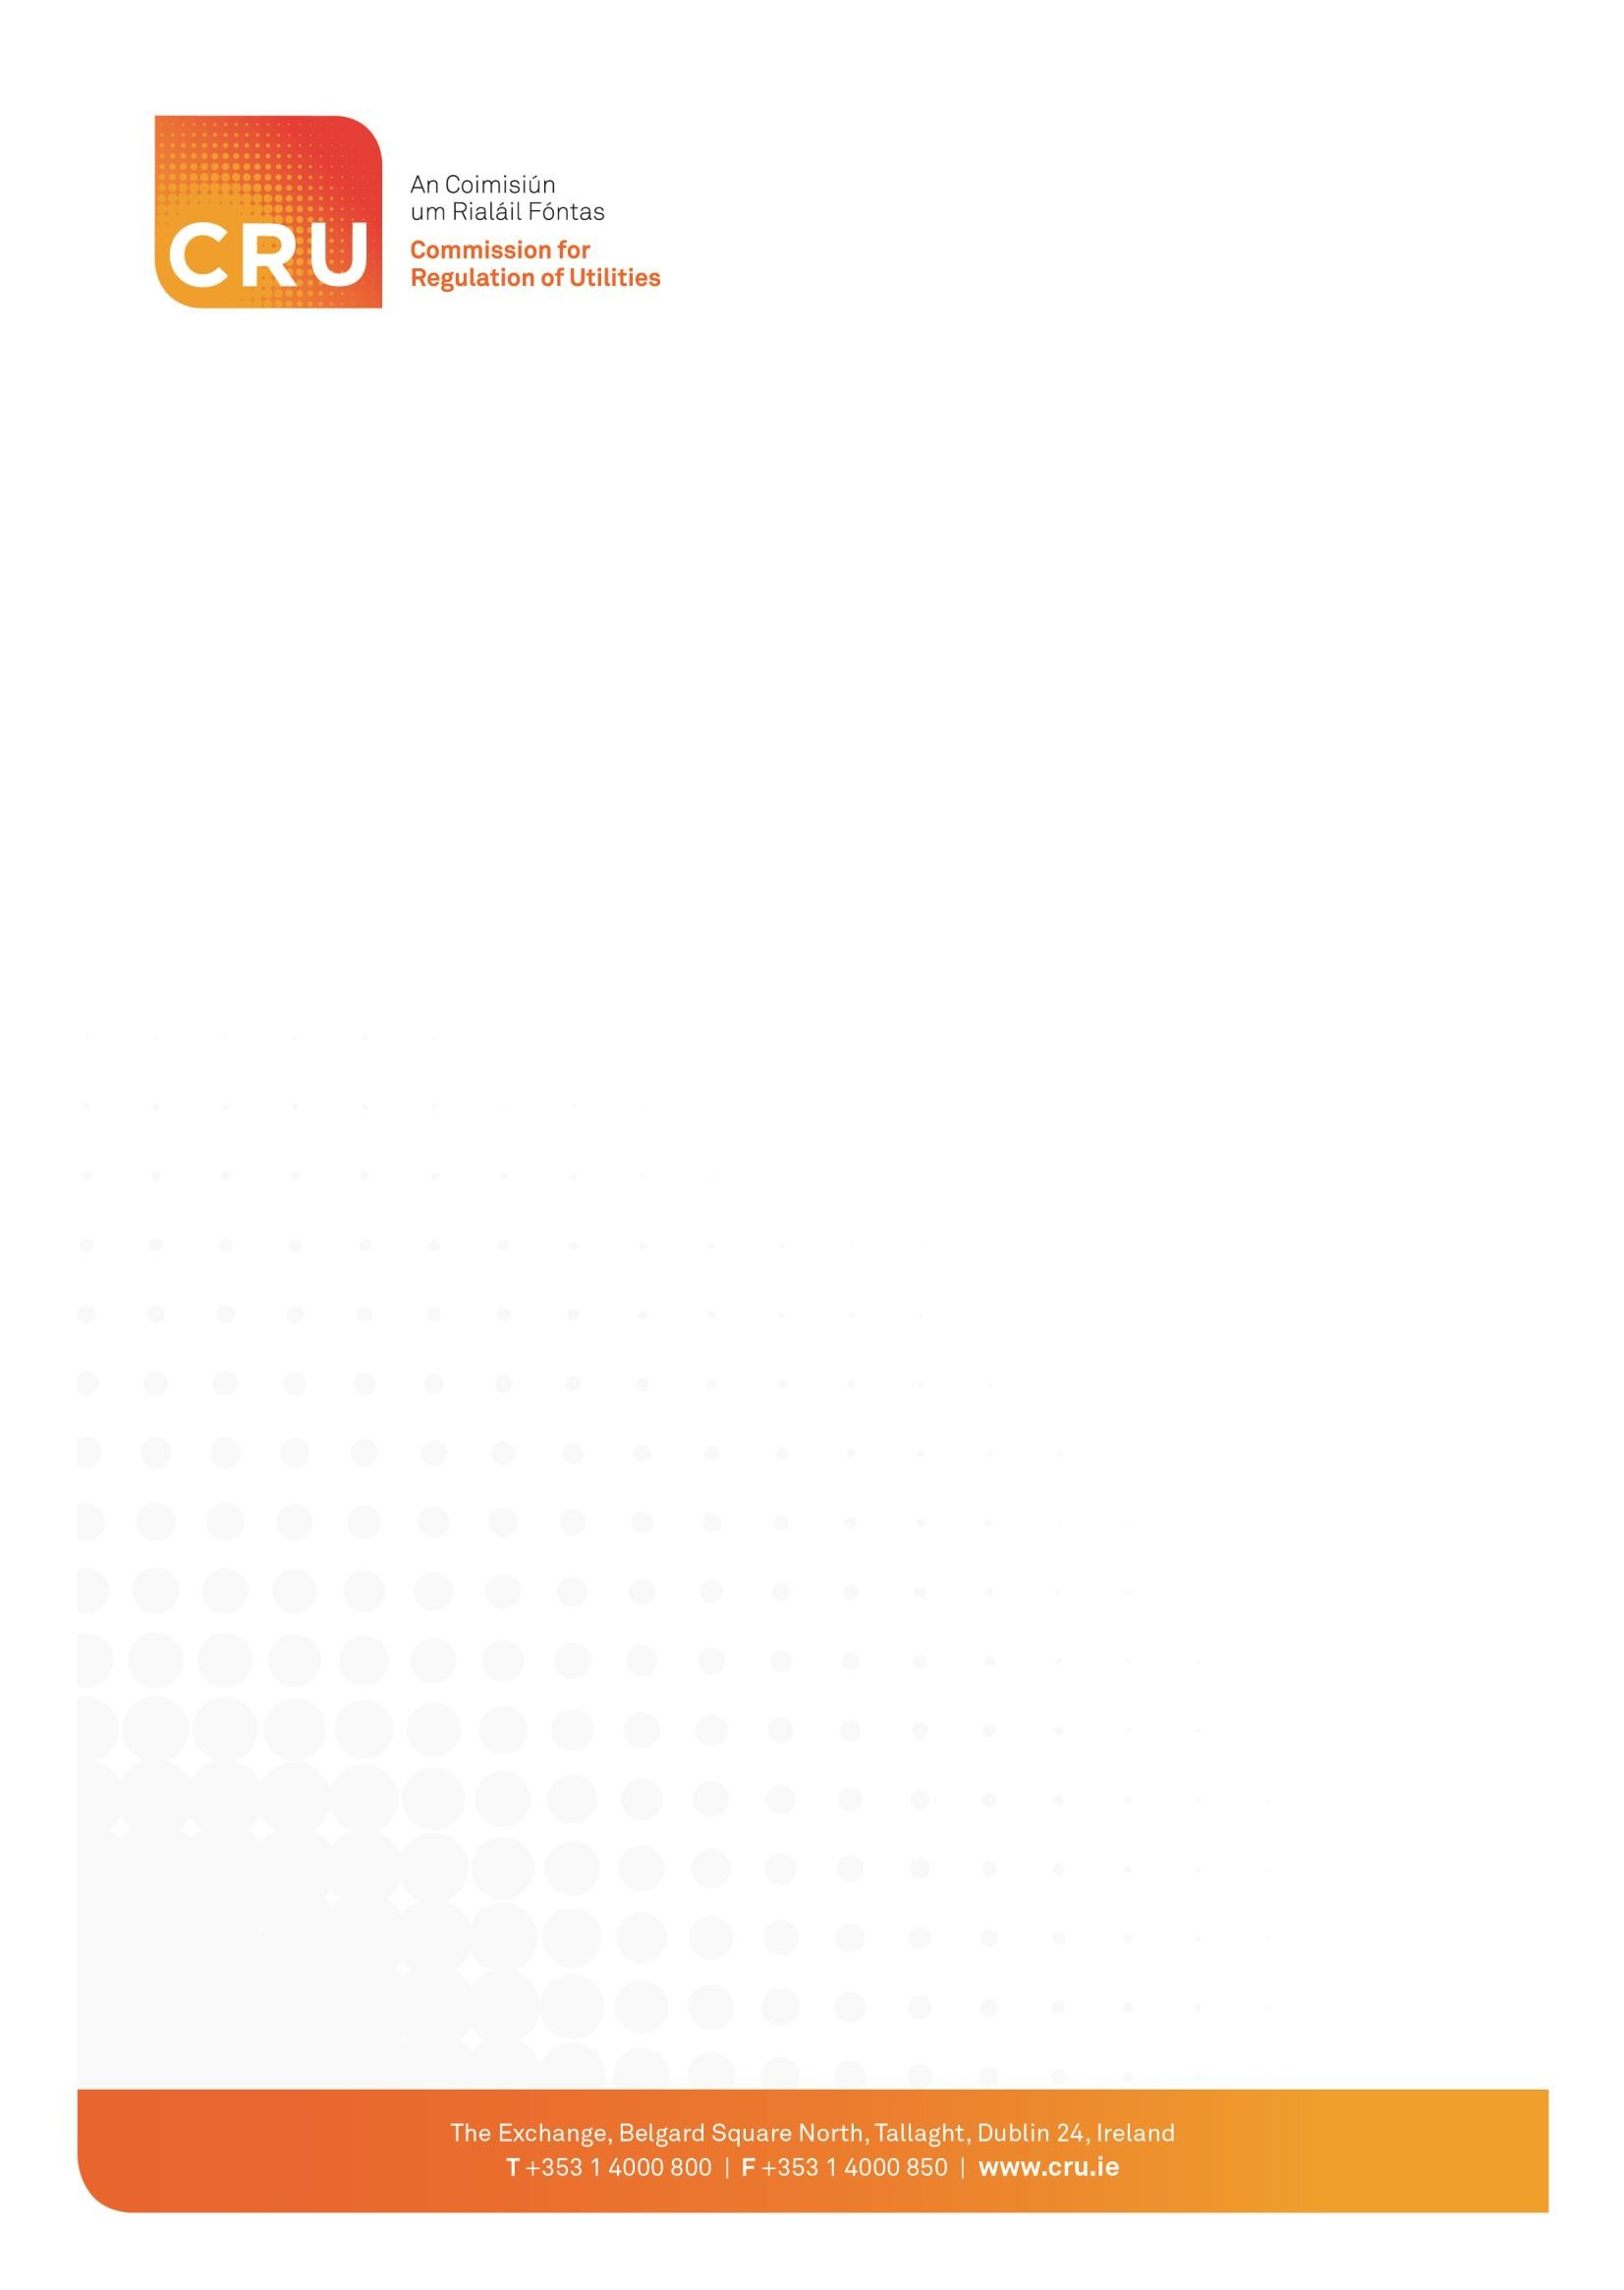 CRU
An Coimisiún
um Rialáil Fóntas
Commission for
Regulation of Utilities
The Exchange, Belgard Square North, Tallaght, Dublin 24, Ireland
T +353 1 4000 800 | F +353 1 4000 850 | www.cru.ie